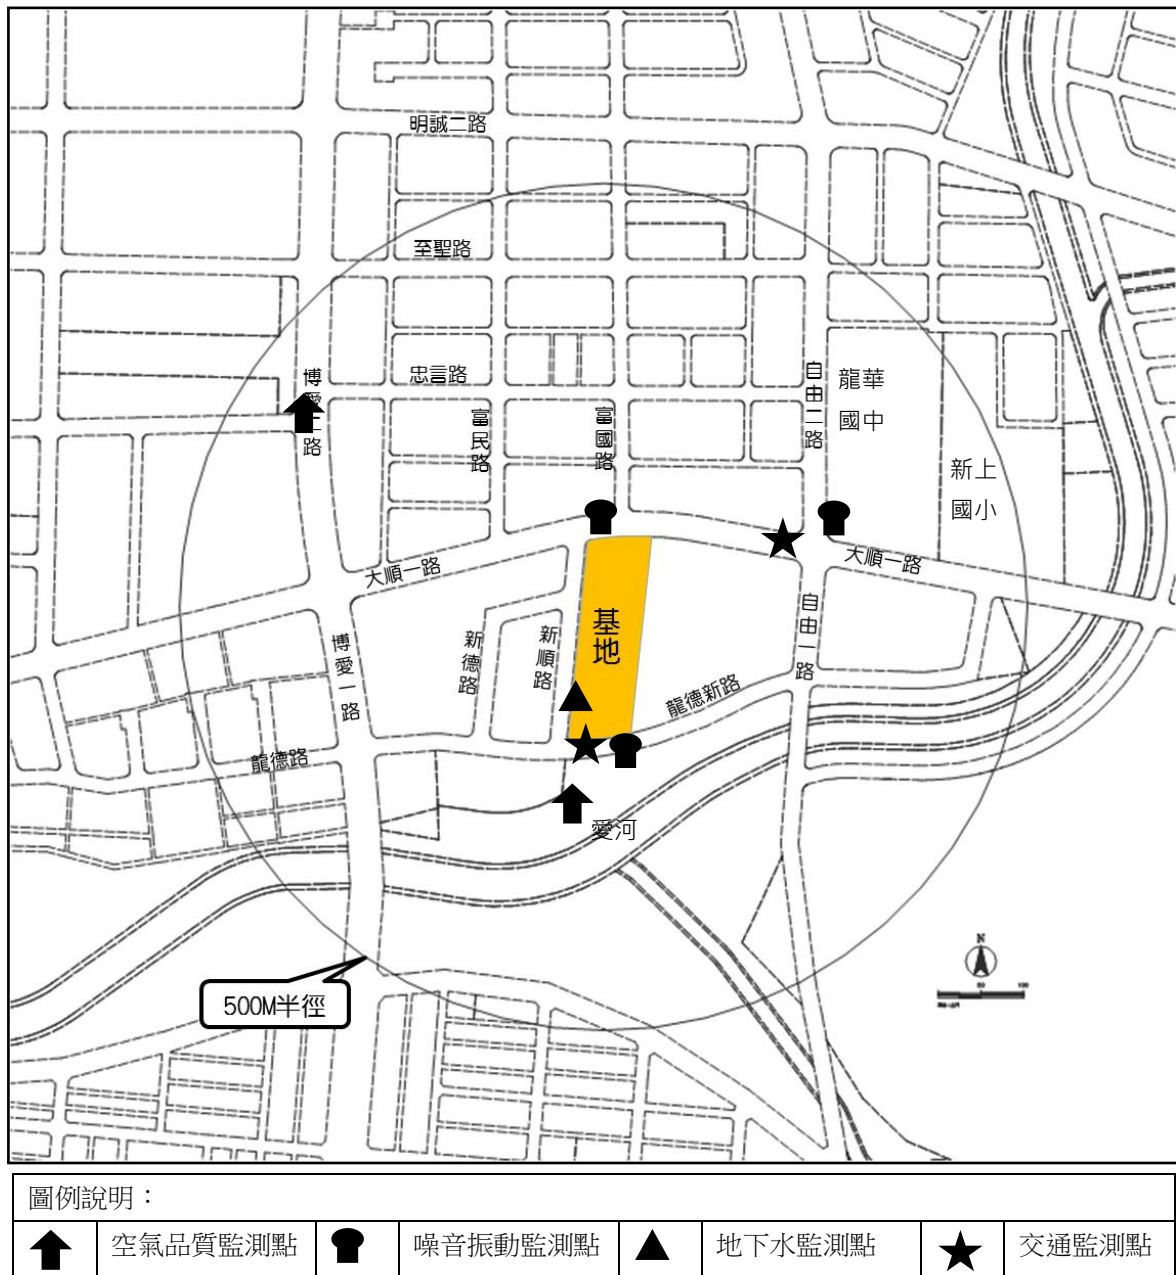 明誠二路
至聖路
忠言路
博愛二路
富民路
富國路
自由二路
龍華
國中
新上
國小
大順一路
大順一路
基地
新德路
新順路
博愛一路
自由一路
龍德新路
龍德路
愛河
500M半徑
N
50
100
圖例說明：
空氣品質監測點
噪音振動監測點
地下水監測點
交通監測點